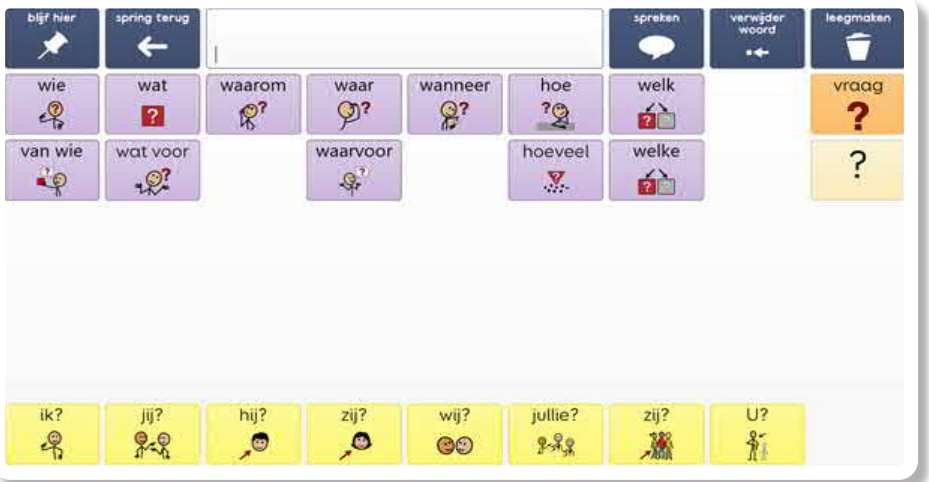 blijf hier
spring terug
spreken
verwijder
woord
leegmaken
wie
wat
waarom
waar
wanneer
hoe
welk
vraag
?
van wie
wat voor
waarvoor
hoeveel
welke
?
ik?
jij?
hij?
zij?
wij?
jullie?
zij?
U?